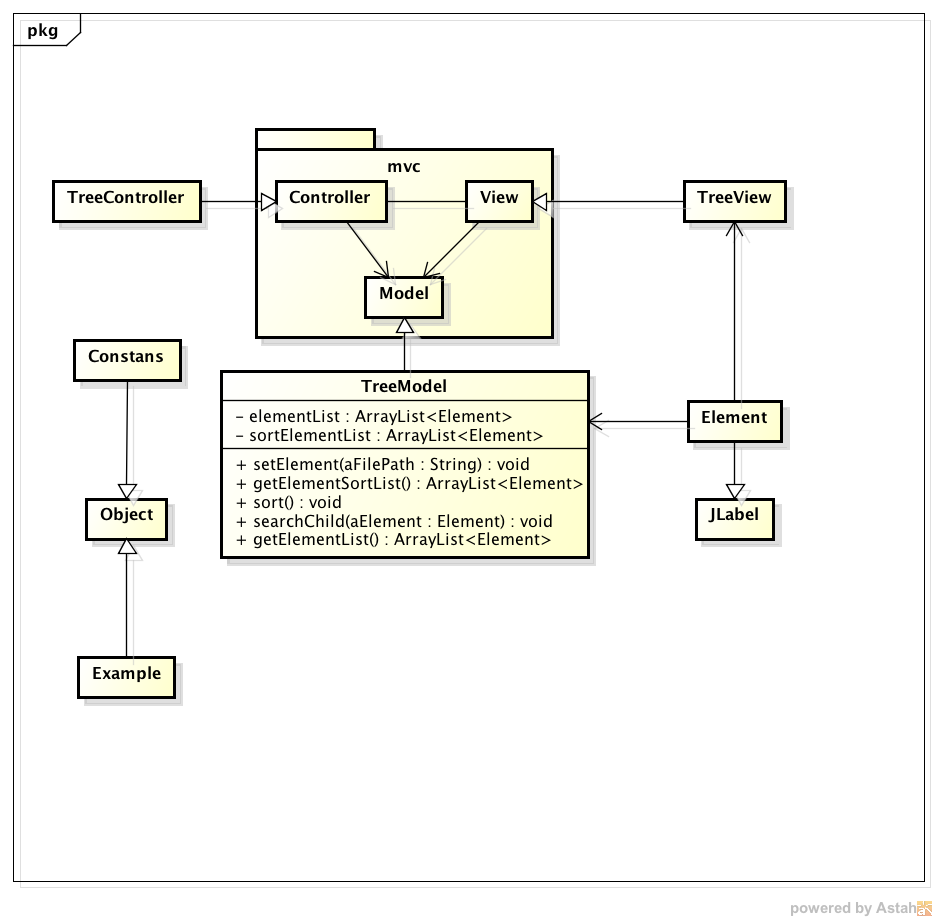 pkg
mvc
TreeController
Controller
View
TreeView
Model
Constans
TreeModel
- elementList : ArrayList<Element>
- sortElementList : ArrayList<Element>
+ setElement(aFilePath : String) : void
+ getElementSortList() : ArrayList<Element>
+ sort() : void
+ searchChild(aElement : Element) : void
+ getElementList() : ArrayList<Element>
Element
Object
JLabel
Example
powered by Astah